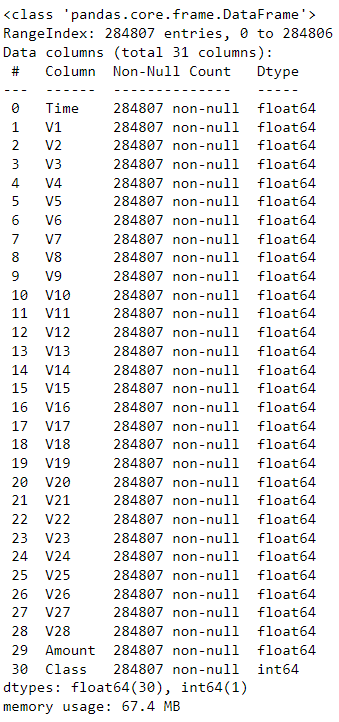 <class 'pandas.core.frame.DataFrame'>
RangeIndex: 284807 entries, 0 to 284806
Data columns (total 31 columns):
 #   Column  Non-Null Count   Dtype
---  ------  --------------   -----
 0   Time    284807 non-null  float64
 1   V1      284807 non-null  float64
 2   V2      284807 non-null  float64
 3   V3      284807 non-null  float64
 4   V4      284807 non-null  float64
 5   V5      284807 non-null  float64
 6   V6      284807 non-null  float64
 7   V7      284807 non-null  float64
 8   V8      284807 non-null  float64
 9   V9      284807 non-null  float64
 10  V10     284807 non-null  float64
 11  V11     284807 non-null  float64
 12  V12     284807 non-null  float64
 13  V13     284807 non-null  float64
 14  V14     284807 non-null  float64
 15  V15     284807 non-null  float64
 16  V16     284807 non-null  float64
 17  V17     284807 non-null  float64
 18  V18     284807 non-null  float64
 19  V19     284807 non-null  float64
 20  V20     284807 non-null  float64
 21  V21     284807 non-null  float64
 22  V22     284807 non-null  float64
 23  V23     284807 non-null  float64
 24  V24     284807 non-null  float64
 25  V25     284807 non-null  float64
 26  V26     284807 non-null  float64
 27  V27     284807 non-null  float64
 28  V28     284807 non-null  float64
 29  Amount  284807 non-null  float64
 30  Class   284807 non-null  int64
dtypes: float64(30), int64(1)
memory usage: 67.4 MB